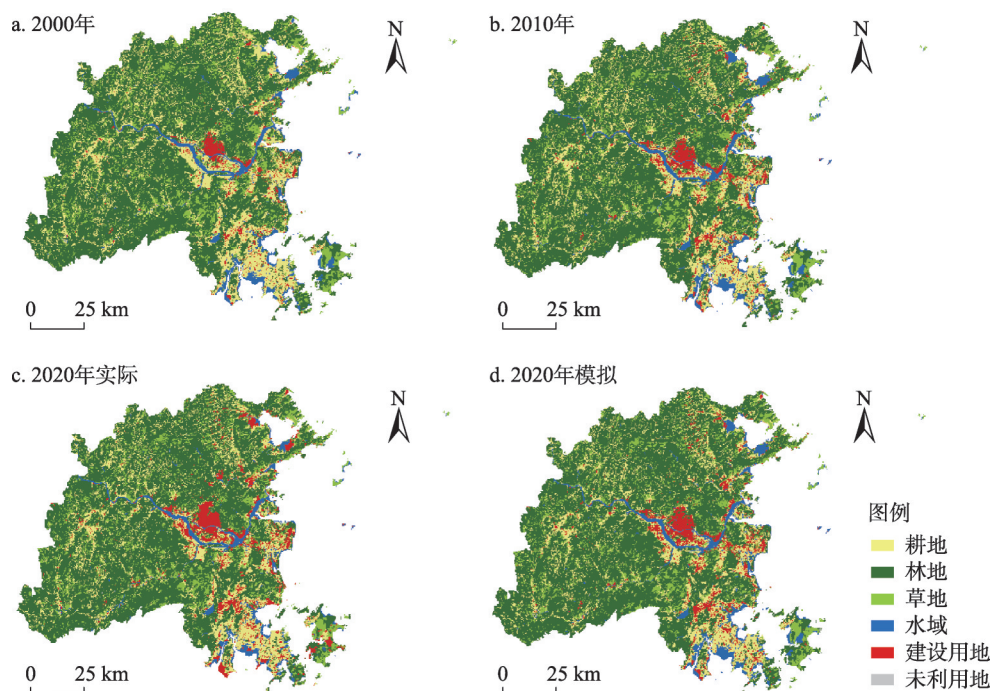 a. 2000年
N
0 25 km
b. 2010年
N
0 25 km
c. 2020年实际
N
0 25 km
d. 2020年模拟
N
0 25 km
图例
耕地
林地
草地
水域
建设用地
未利用地